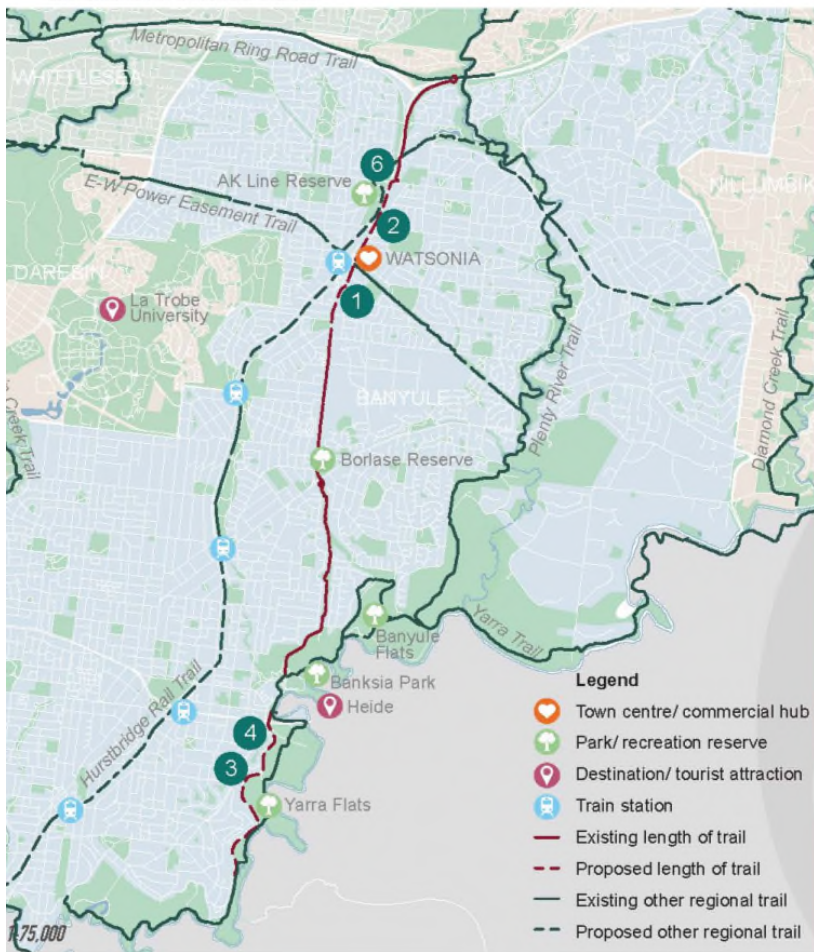 Metropolitan Ring Road Trail
WHITTLESEA
6
AK Line Reserve
E-W Power Easement Trail
2
NILLUMBIK
WATSONIA
DAREBIN
1
La Trobe
University
Plenty River Trail
Diamond Creek Trail
Creek Trail
BANYULE
Borlase Reserve
Yarra Trail
Banyule
Flats
Banksia Park
Heide
Hurstbridge Rail Trail
4
3
Yarra Flats
Legend
Town centre/ commercial hub
Park/ recreation reserve
Destination/ tourist attraction
Train station
Existing length of trail
Proposed length of trail
Existing other regional trail
Proposed other regional trail
1:75,000